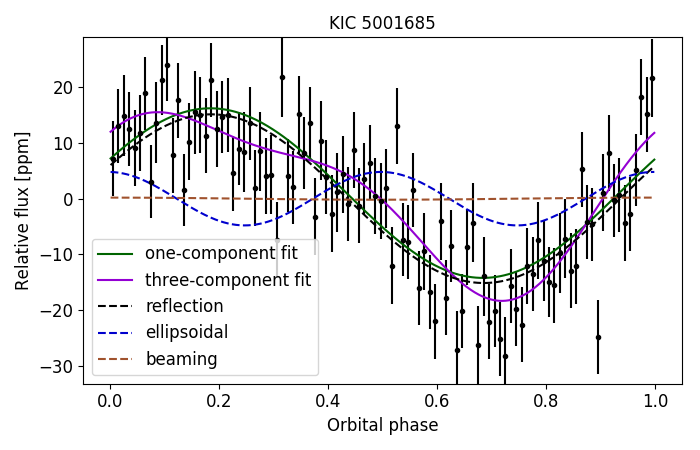 KIC 5001685
Relative flux [ppm]
20
10
0
−10
−20
−30
one-component fit
three-component fit
reflection
ellipsoidal
beaming
0.0 0.2 0.4 0.6 0.8 1.0
Orbital phase